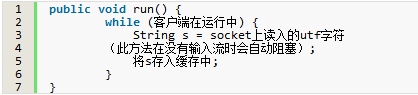 1 public void run() {
2 while (客户端在运行中) {
3 String s = socket上读入的utf字符
4 (此方法在没有输入流时会自动阻塞);
5 将s存入缓存中;
6 }
7 }